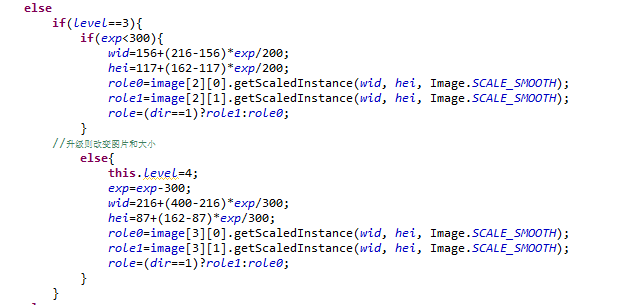 else
if(level==3){
if(exp<300){
wid=156+(216-156)*exp/200;
hei=117+(162-117)*exp/200;
role0=image[2][0].getScaledInstance(wid, hei, Image.SCALE_SMOOTH);
role1=image[2][1].getScaledInstance(wid, hei, Image.SCALE_SMOOTH);
role=(dir==1)?role1:role0;
}
//升级则改变图片和大小
else{
this.level=4;
exp=exp-300;
wid=216+(400-216)*exp/300;
hei=87+(162-87)*exp/300;
role0=image[3][0].getScaledInstance(wid, hei, Image.SCALE_SMOOTH);
role1=image[3][1].getScaledInstance(wid, hei, Image.SCALE_SMOOTH);
role=(dir==1)?role1:role0;
}
}